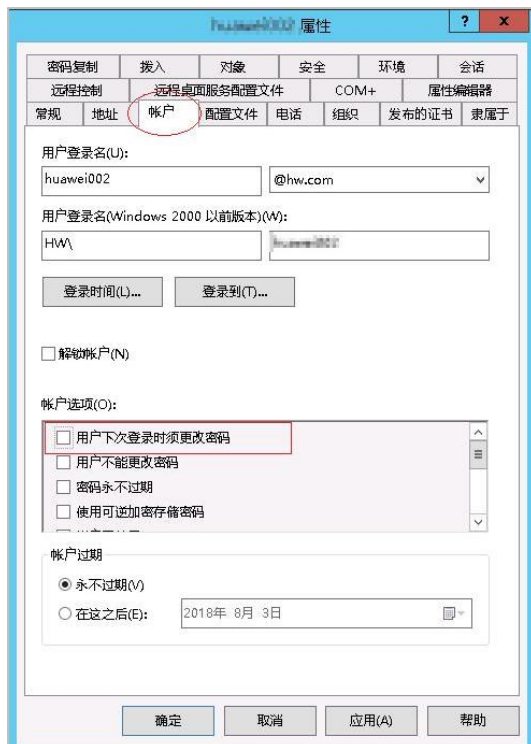 属性
? x
密码复制 拨入 对象 安全 环境 会话
远程控制 远程桌面服务配置文件 COM+ 属性编辑器
常规 地址 帐户 配置文件 电话 组织 发布的证书 隶属于
用户登录名(U):
huawei002 @hw.com
用户登录名(Windows 2000 以前版本)(W):
HW\
登录时间(L)... 登录到(T)...
解锁帐户(N)
帐户选项(O):
用户下次登录时须更改密码
用户不能更改密码
密码永不过期
使用可逆加密存储密码
帐户过期
永不过期(V)
在这之后(E): 2018年 8月 3日
确定 取消 应用(A) 帮助